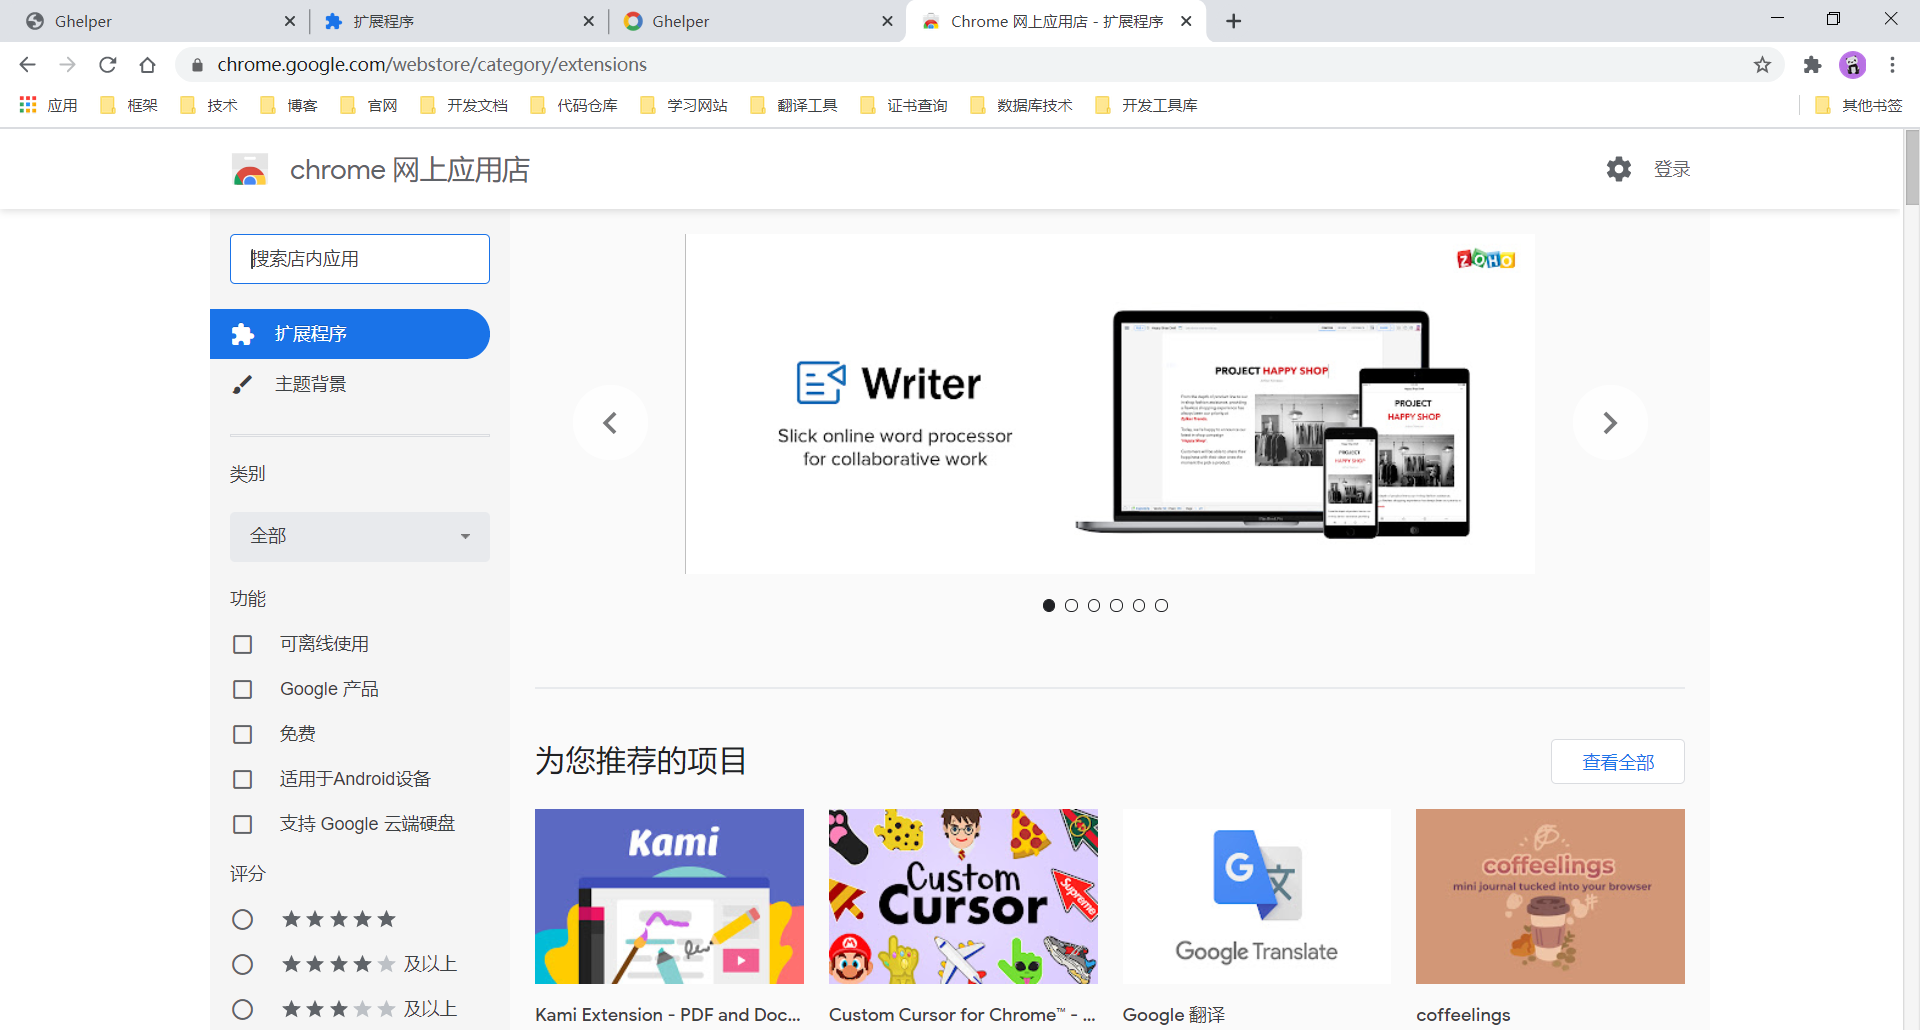 Ghelper
扩展程序
Ghelper
Chrome 网上应用店 - 扩展程序
chrome.google.com/webstore/category/extensions
应用
框架
技术
博客
官网
开发文档
代码仓库
学习网站
翻译工具
证书查询
数据库技术
开发工具库
其他书签
chrome 网上应用店
登录
搜索店内应用
扩展程序
主题背景
类别
全部
功能
可离线使用
Google 产品
免费
适用于Android设备
支持 Google 云端硬盘
评分
及以上
及以上
ZOHO
Writer
Slick online word processor
for collaborative work
PROJECT HAPPY SHOP
PROJECT
HAPPY SHOP
为您推荐的项目
查看全部
Kami
Custom
Cursor
Supreme
Google Translate
coffeelings
mini journal tucked into your browser
Kami Extension - PDF and Doc...
Custom Cursor for Chrome™ - ...
Google 翻译
coffeelings